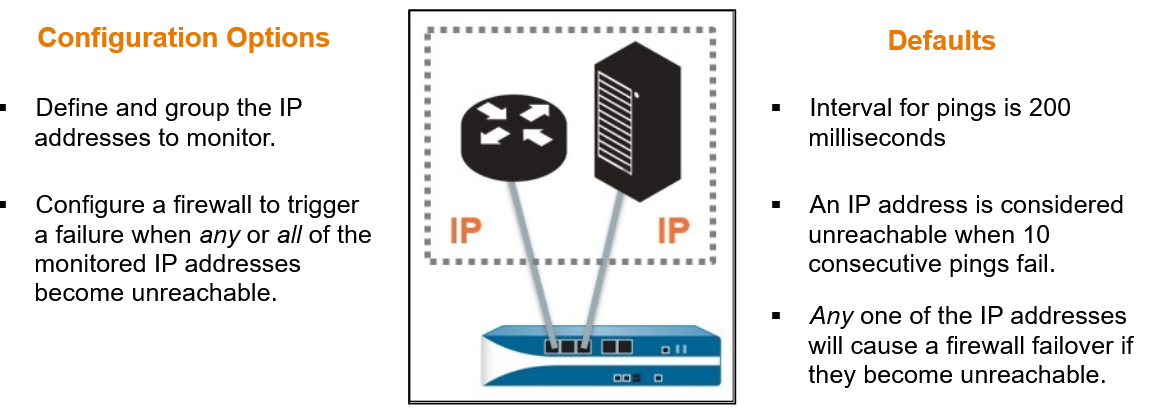 Configuration Options
▪ Define and group the IP
addresses to monitor.
▪ Configure a firewall to trigger
a failure when any or all of the
monitored IP addresses
become unreachable.
IP
IP
Defaults
▪ Interval for pings is 200
milliseconds
▪ An IP address is considered
unreachable when 10
consecutive pings fail.
▪ Any one of the IP addresses
will cause a firewall failover if
they become unreachable.